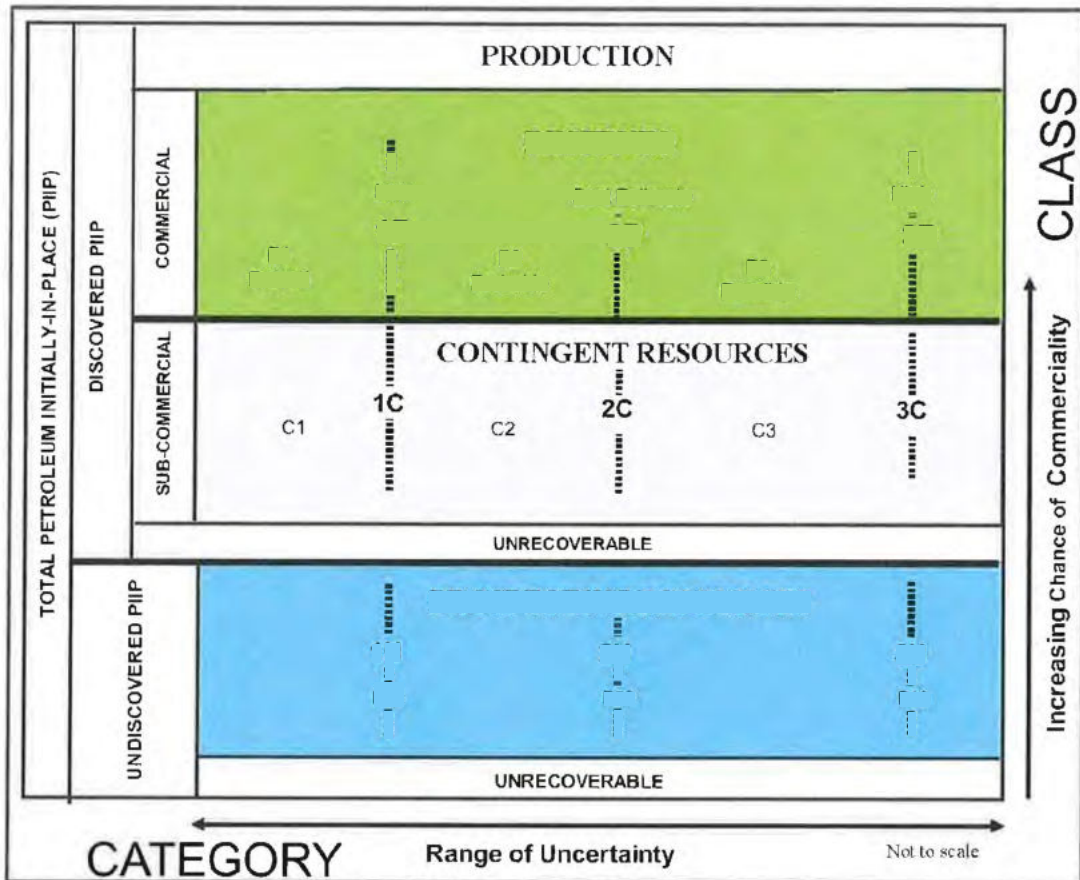 PRODUCTION
CLASS
TOTAL PETROLEUM INITIALLY-IN-PLACE (PIIP)
DISCOVERED PIIP
COMMERCIAL
SUB-COMMERCIAL
CONTINGENT RESOURCES
1C
2C
3C
C1
C2
C3
UNRECOVERABLE
UNDISCOVERED PIIP
UNRECOVERABLE
Increasing Chance of Commerciality
CATEGORY
Range of Uncertainty
Not to scale